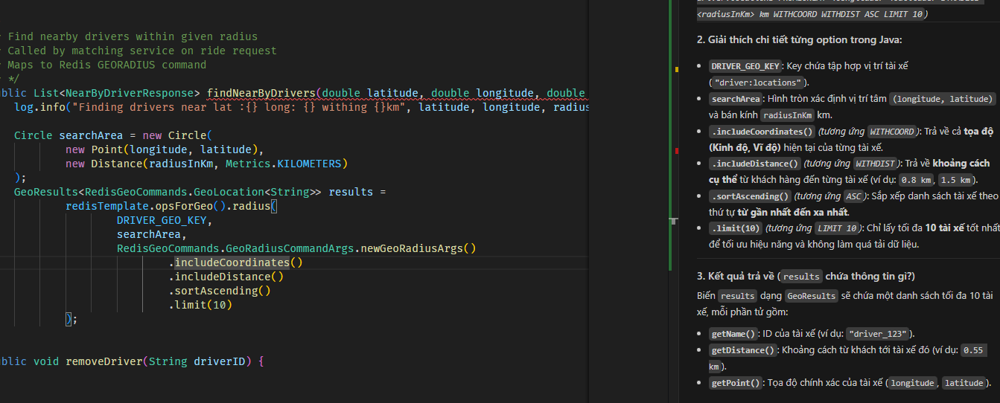 Find nearby drivers within given radius
Called by matching service on ride request
Maps to Redis GEORADIUS command
*/
ublic List<NearByDriverResponse> findNearByDrivers(double latitude, double longitude, double
log.info("Finding drivers near lat :{} long: {} withing {}km", latitude, longitude, radius
Circle searchArea = new Circle(
new Point(longitude, latitude),
new Distance(radiusInKm, Metrics.KILOMETERS)
);
GeoResults<RedisGeoCommands.GeoLocation<String>> results =
redisTemplate.opsForGeo().radius(
DRIVER_GEO_KEY,
searchArea,
RedisGeoCommands.GeoRadiusCommandArgs.newGeoRadiusArgs()
.includeCoordinates()
.includeDistance()
.sortAscending()
.limit(10)
);
ublic void removeDriver(String driverID) {
<radiusInKm> km WITHCOORD WITHDIST ASC LIMIT 10)
2. Giải thích chi tiết từng option trong Java:
• DRIVER_GEO_KEY: Key chứa tập hợp vị trí tài xế
("driver:locations").
• searchArea: Hình tròn xác định vị trí tâm (longitude, latitude)
và bán kính radiusInKm km.
• .includeCoordinates() (tương ứng WITHCOORD): Trả về cả tọa độ
(Kinh độ, Vĩ độ) hiện tại của từng tài xế.
• .includeDistance() (tương ứng WITHDIST): Trả về khoảng cách
cụ thể từ khách hàng đến từng tài xế (ví dụ: 0.8 km, 1.5 km).
• .sortAscending() (tương ứng ASC): Sắp xếp danh sách tài xế theo
thứ tự từ gần nhất đến xa nhất.
• .limit(10) (tương ứng LIMIT 10): Chỉ lấy tối đa 10 tài xế tốt nhất
để tối ưu hiệu năng và không làm quá tải dữ liệu.
3. Kết quả trả về (results chứa thông tin gì?)
Biến results dạng GeoResults sẽ chứa một danh sách tối đa 10 tài
xế, mỗi phần tử gồm:
• getName(): ID của tài xế (ví dụ: "driver_123").
• getDistance(): Khoảng cách từ khách tới tài xế đó (ví dụ: 0.55
km).
• getPoint(): Tọa độ chính xác của tài xế (longitude, latitude).